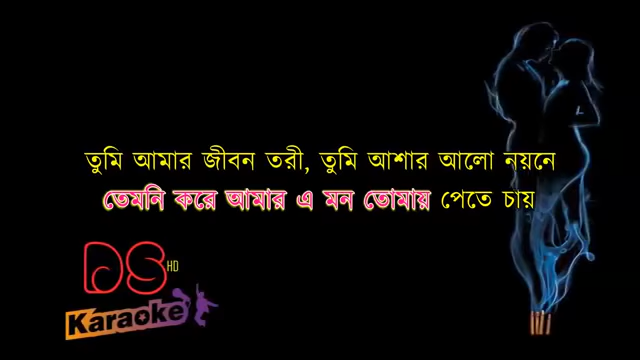 তুমি আমার জীবন তরী, তুমি আশার আলো নয়নে
তেমনি করে আমার এ মন তোমায় পেতে চায়
DS HD
Karaoke